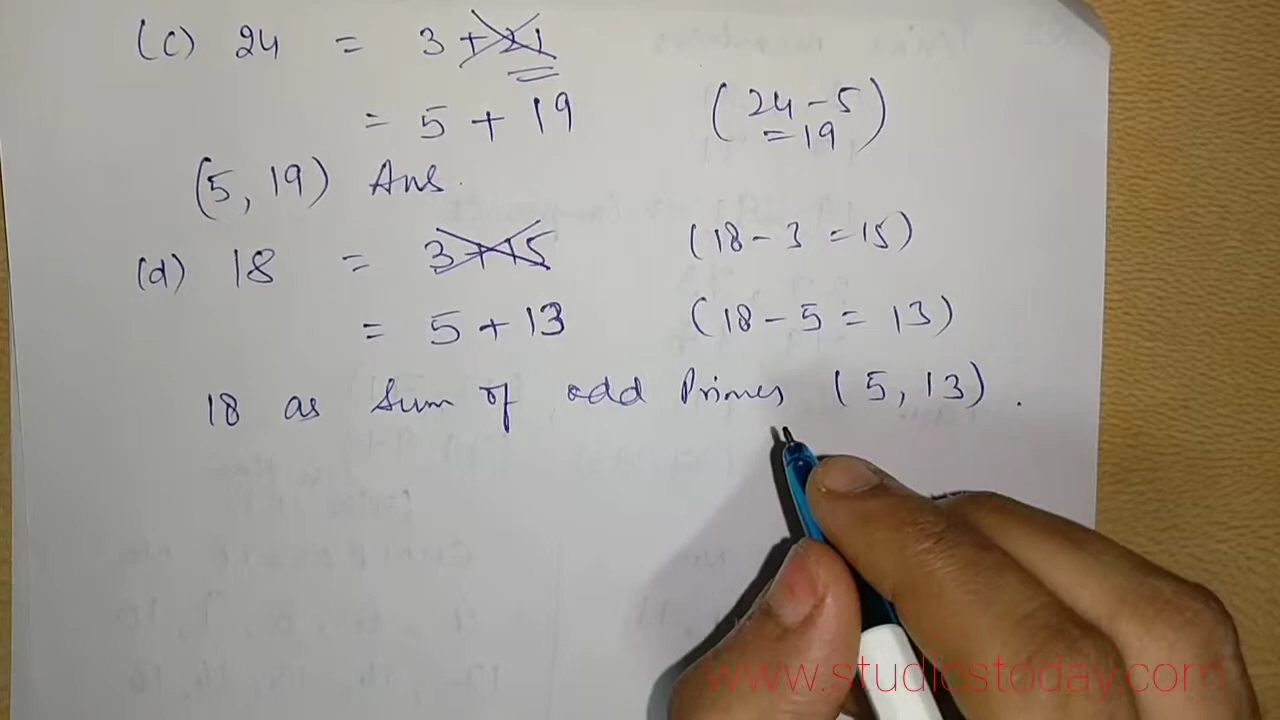 (c) 24 = 3 + 21
= 5 + 19 (24 - 5 = 19)
(5, 19) Ans.
(d) 18 = 3 + 15 (18 - 3 = 15)
= 5 + 13 (18 - 5 = 13)
18 as Sum of odd Primes (5, 13).
www.studiestoday.com